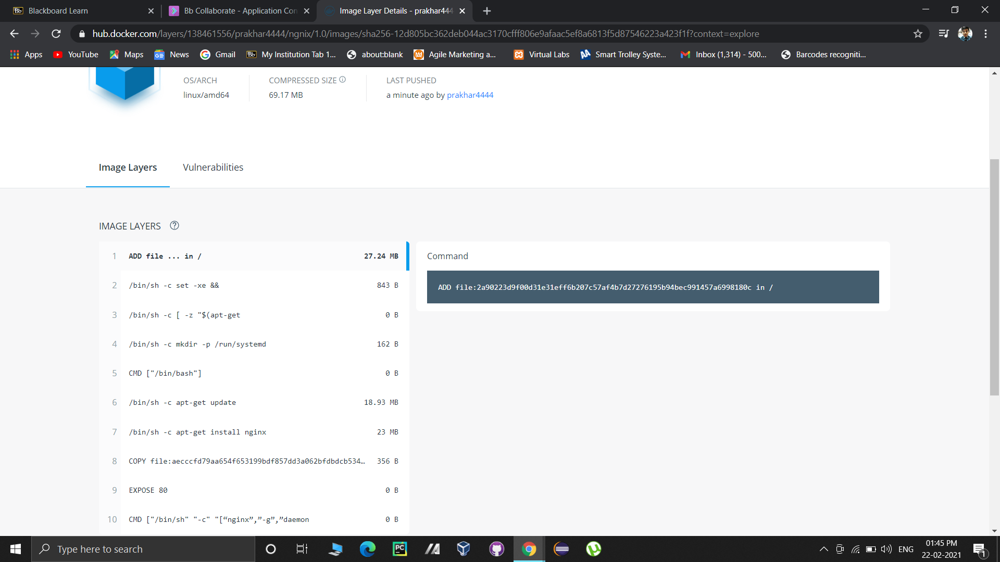 Blackboard Learn
Bb Collaborate - Application Con
Image Layer Details - prakhar444
hub.docker.com/layers/138461556/prakhar4444/ngnix/1.0/images/sha256-12d805bc362deb044ac3170cfff806e9afaac5ef8a6813f5d87546223a423f1f?context=explore
Apps YouTube Maps News Gmail My Institution Tab 1... about:blank Agile Marketing a... Virtual Labs Smart Trolley Syste... Inbox (1,314) - 500... Barcodes recogniti...
OS/ARCH COMPRESSED SIZE LAST PUSHED
linux/amd64 69.17 MB a minute ago by prakhar4444
Image Layers Vulnerabilities
IMAGE LAYERS
1 ADD file ... in / 27.24 MB
2 /bin/sh -c set -xe && 843 B
3 /bin/sh -c [ -z "$(apt-get 0 B
4 /bin/sh -c mkdir -p /run/systemd 162 B
5 CMD ["/bin/bash"] 0 B
6 /bin/sh -c apt-get update 18.93 MB
7 /bin/sh -c apt-get install nginx 23 MB
8 COPY file:aecccfd79aa654f653199bdf857dd3a062bfdbdcb534… 356 B
9 EXPOSE 80 0 B
10 CMD ["/bin/sh" "-c" "[“nginx”,”-g”,”daemon 0 B
Command
ADD file:2a90223d9f00d31e31eff6b207c57af4b7d27276195b94bec991457a6998180c in /
Type here to search
ENG
01:45 PM
22-02-2021
1